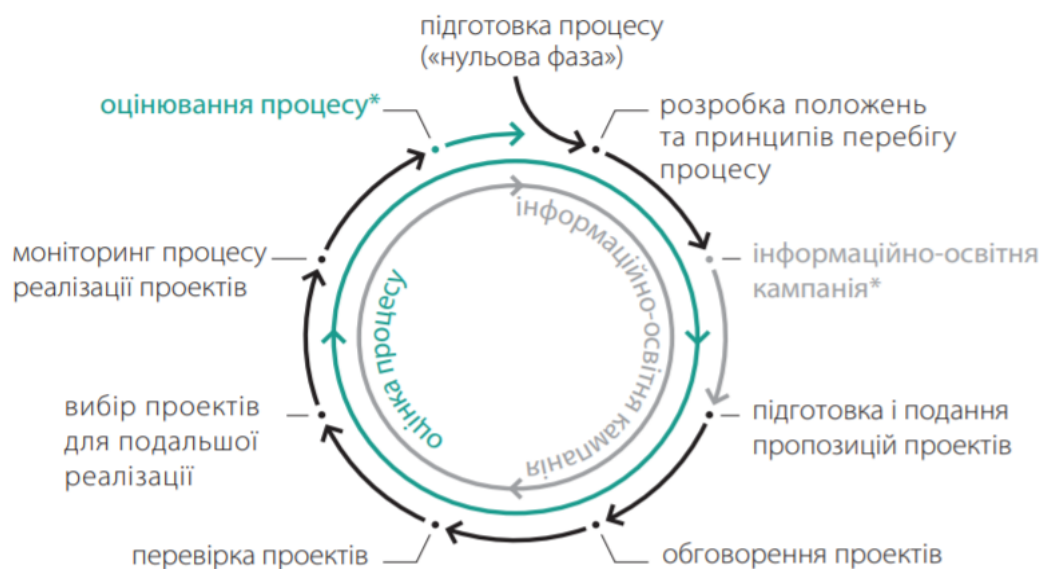 підготовка процесу
(«нульова фаза»)
розробка положень
та принципів перебігу
процесу
інформаційно-освітня
кампанія*
підготовка і подання
пропозицій проектів
обговорення проектів
перевірка проектів
вибір проектів
для подальшої
реалізації
моніторинг процесу
реалізації проектів
оцінювання процесу*
оцінка процесу
інформаційно-освітня кампанія